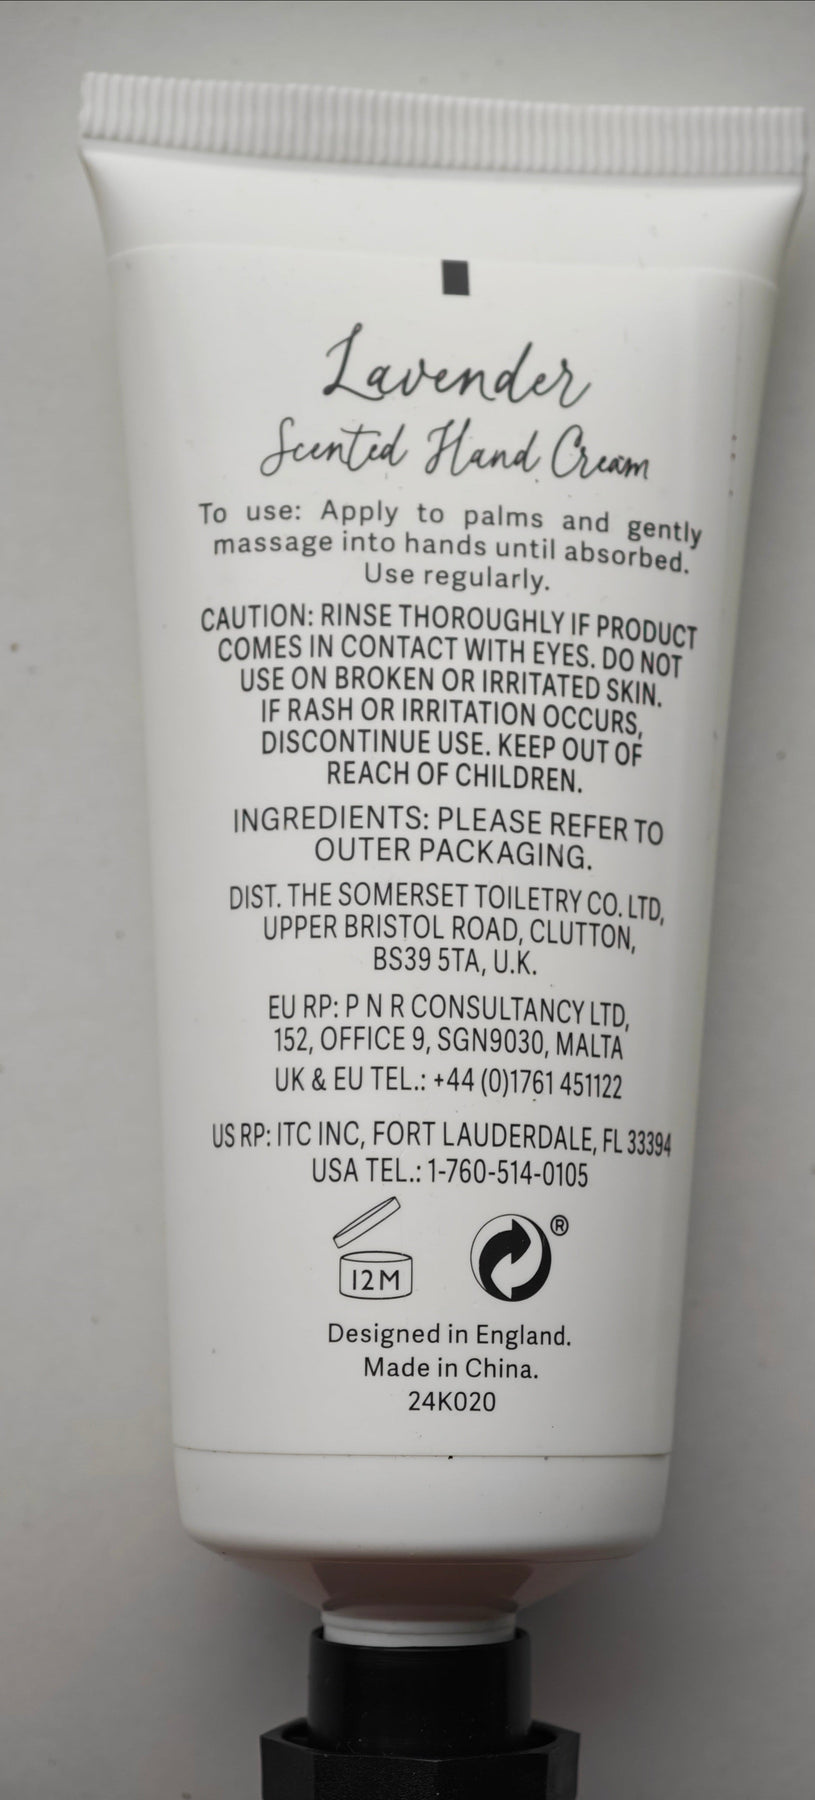 Lavender
Scented Hand Cream
To use: Apply to palms and gently
massage into hands until absorbed.
Use regularly.
CAUTION: RINSE THOROUGHLY IF PRODUCT
COMES IN CONTACT WITH EYES. DO NOT
USE ON BROKEN OR IRRITATED SKIN.
IF RASH OR IRRITATION OCCURS,
DISCONTINUE USE. KEEP OUT OF
REACH OF CHILDREN.
INGREDIENTS: PLEASE REFER TO
OUTER PACKAGING.
DIST. THE SOMERSET TOILETRY CO. LTD,
UPPER BRISTOL ROAD, CLUTTON,
BS39 5TA, U.K.
EU RP: P N R CONSULTANCY LTD,
152, OFFICE 9, SGN9030, MALTA
UK & EU TEL.: +44 (0)1761 451122
US RP: ITC INC, FORT LAUDERDALE, FL 33394
USA TEL.: 1-760-514-0105
12M ®
Designed in England.
Made in China.
24K020